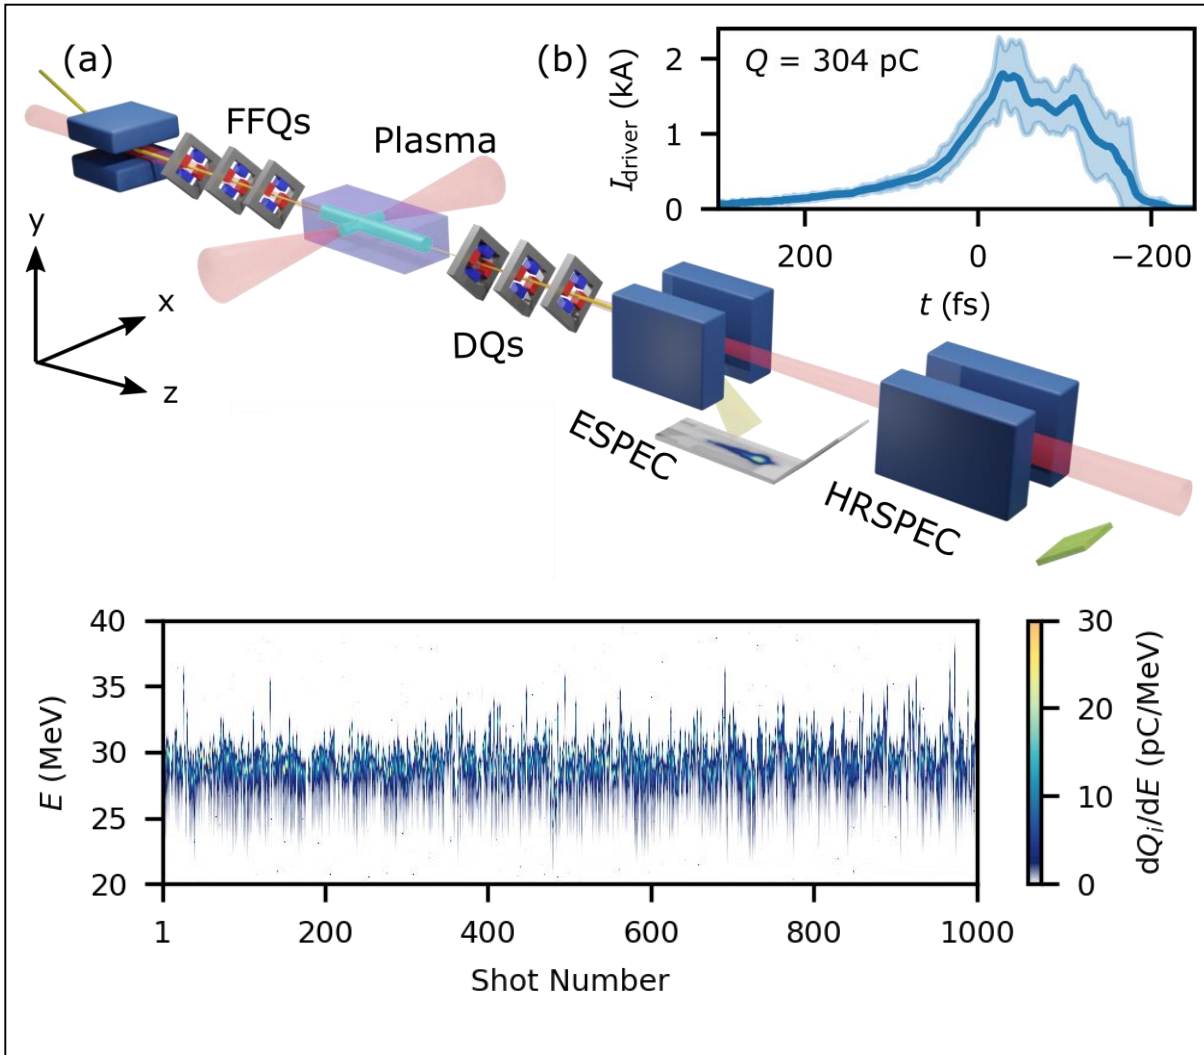 (a)
FFQs
Plasma
y
x
z
DQs
ESPEC
HRSPEC
(b)
Q = 304 pC
I_driver (kA)
2
1
0
200 0 −200
t (fs)
E (MeV)
40
35
30
25
20
1 200 400 600 800 1000
Shot Number
30
20
10
0
dQ_i/dE (pC/MeV)